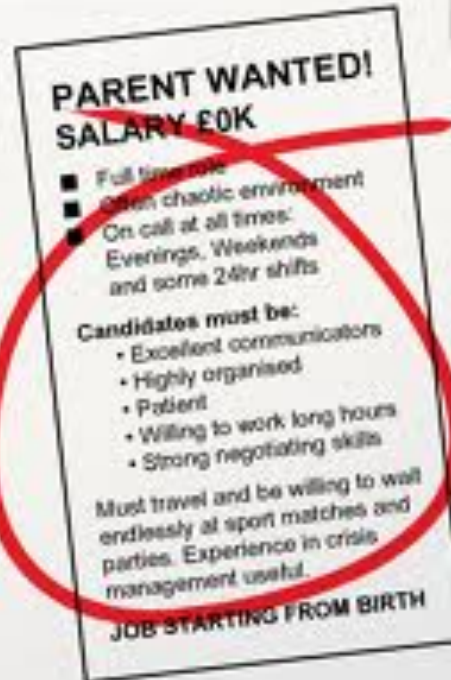 PARENT WANTED!
SALARY £0K
■ Full time role
■ Often chaotic environment
■ On call at all times:
Evenings, Weekends
and some 24hr shifts
Candidates must be:
• Excellent communicators
• Highly organised
• Patient
• Willing to work long hours
• Strong negotiating skills
Must travel and be willing to wait
endlessly at sport matches and
parties. Experience in crisis
management useful.
JOB STARTING FROM BIRTH